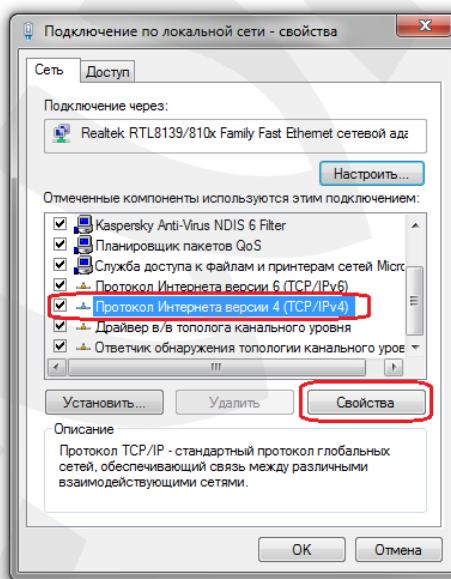 Подключение по локальной сети - свойства
Сеть Доступ
Подключение через:
Realtek RTL8139/810x Family Fast Ethernet сетевой ада
Настроить...
Отмеченные компоненты используются этим подключением:
Kaspersky Anti-Virus NDIS 6 Filter
Планировщик пакетов QoS
Служба доступа к файлам и принтерам сетей Micro
Протокол Интернета версии 6 (TCP/IPv6)
Протокол Интернета версии 4 (TCP/IPv4)
Драйвер в/в тополога канального уровня
Ответчик обнаружения топологии канального уров
Установить... Удалить Свойства
Описание
Протокол TCP/IP - стандартный протокол глобальных
сетей, обеспечивающий связь между различными
взаимодействующими сетями.
OK Отмена